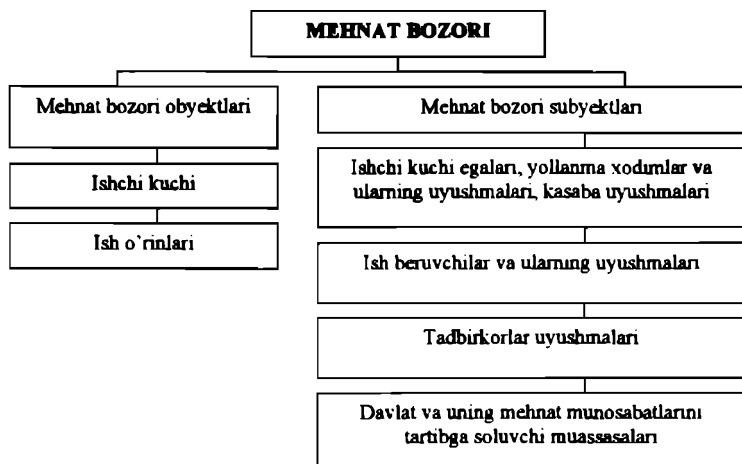 MEHNAT BOZORI
Mehnat bozori obyektlari
Ishchi kuchi
Ish o`rinlari
Mehnat bozori subyektlari
Ishchi kuchi egalari, yollanma xodimlar va
ularning uyushmalari, kasaba uyushmalari
Ish beruvchilar va ularning uyushmalari
Tadbirkorlar uyushmalari
Davlat va uning mehnat munosabatlarini
tartibga soluvchi muassasalari